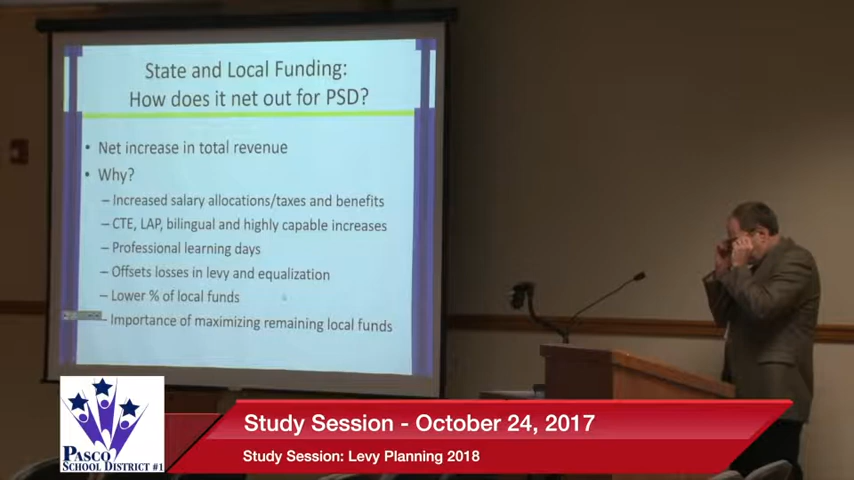 State and Local Funding:
How does it net out for PSD?
• Net increase in total revenue
• Why?
– Increased salary allocations/taxes and benefits
– CTE, LAP, bilingual and highly capable increases
– Professional learning days
– Offsets losses in levy and equalization
– Lower % of local funds
– Importance of maximizing remaining local funds
PASCO
SCHOOL DISTRICT #1
Study Session - October 24, 2017
Study Session: Levy Planning 2018